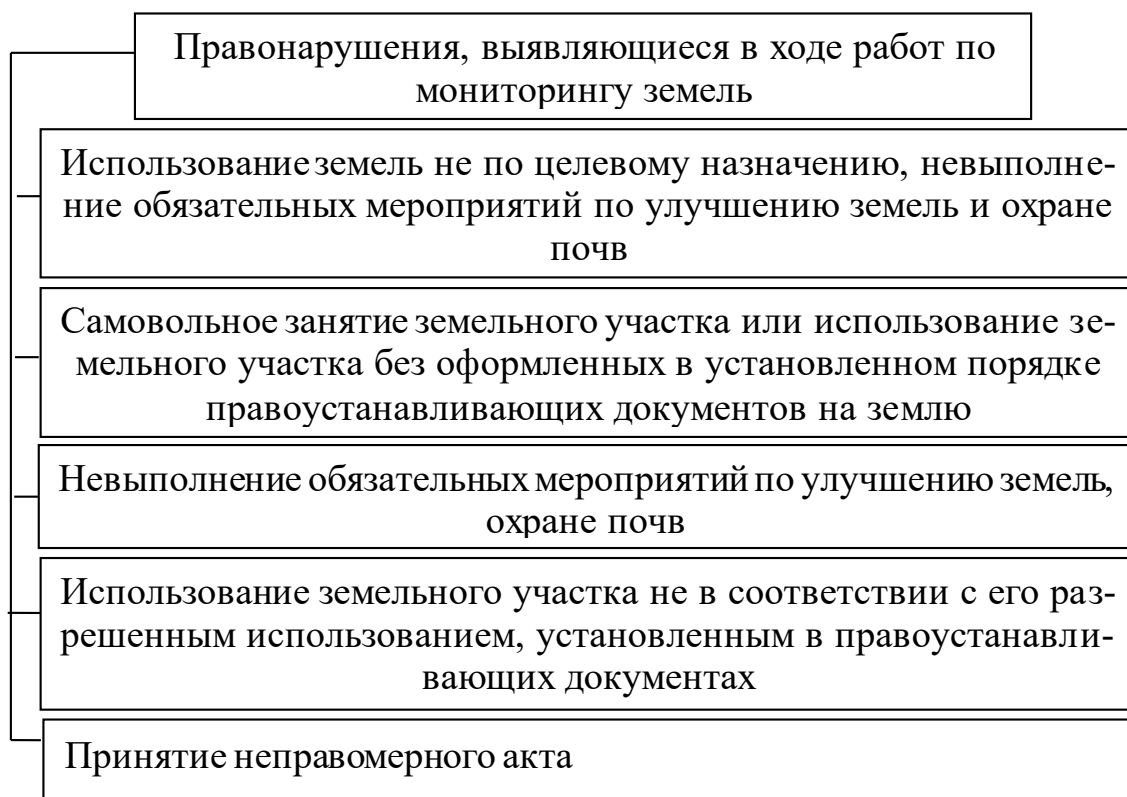 Правонарушения, выявляющиеся в ходе работ по
мониторингу земель
Использование земель не по целевому назначению, невыполне-
ние обязательных мероприятий по улучшению земель и охране
почв
Самовольное занятие земельного участка или использование зе-
мельного участка без оформленных в установленном порядке
правоустанавливающих документов на землю
Невыполнение обязательных мероприятий по улучшению земель,
охране почв
Использование земельного участка не в соответствии с его раз-
решенным использованием, установленным в правоустанавли-
вающих документах
Принятие неправомерного акта